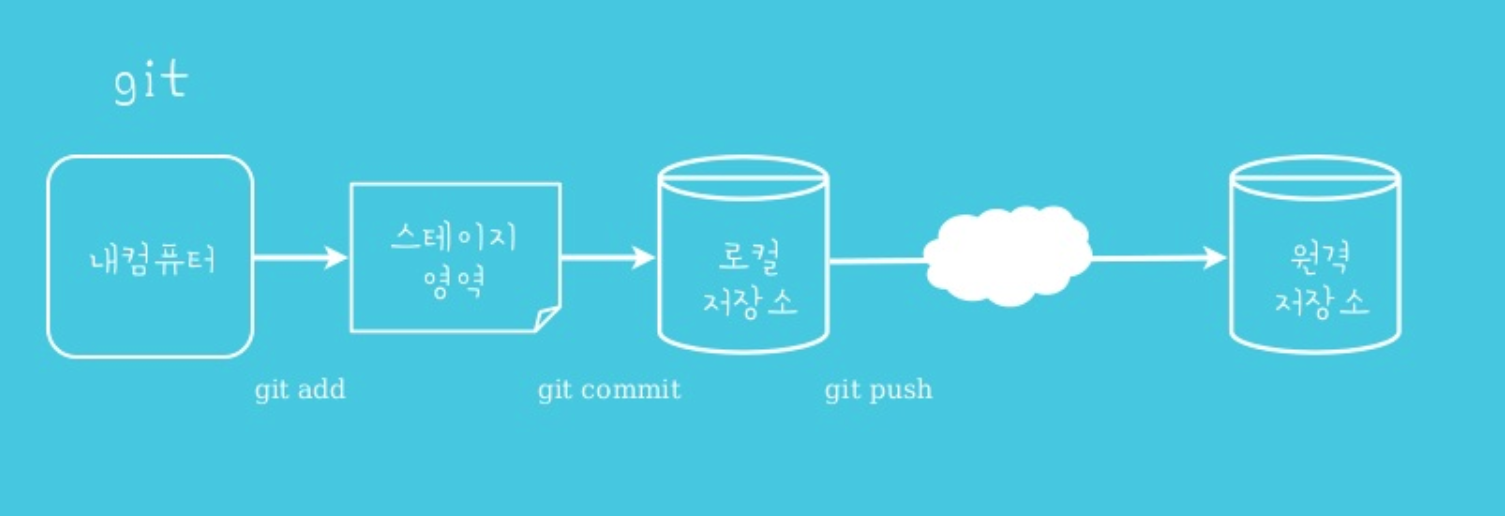 git
내컴퓨터
스테이지
영역
로컬
저장소
원격
저장소
git add
git commit
git push